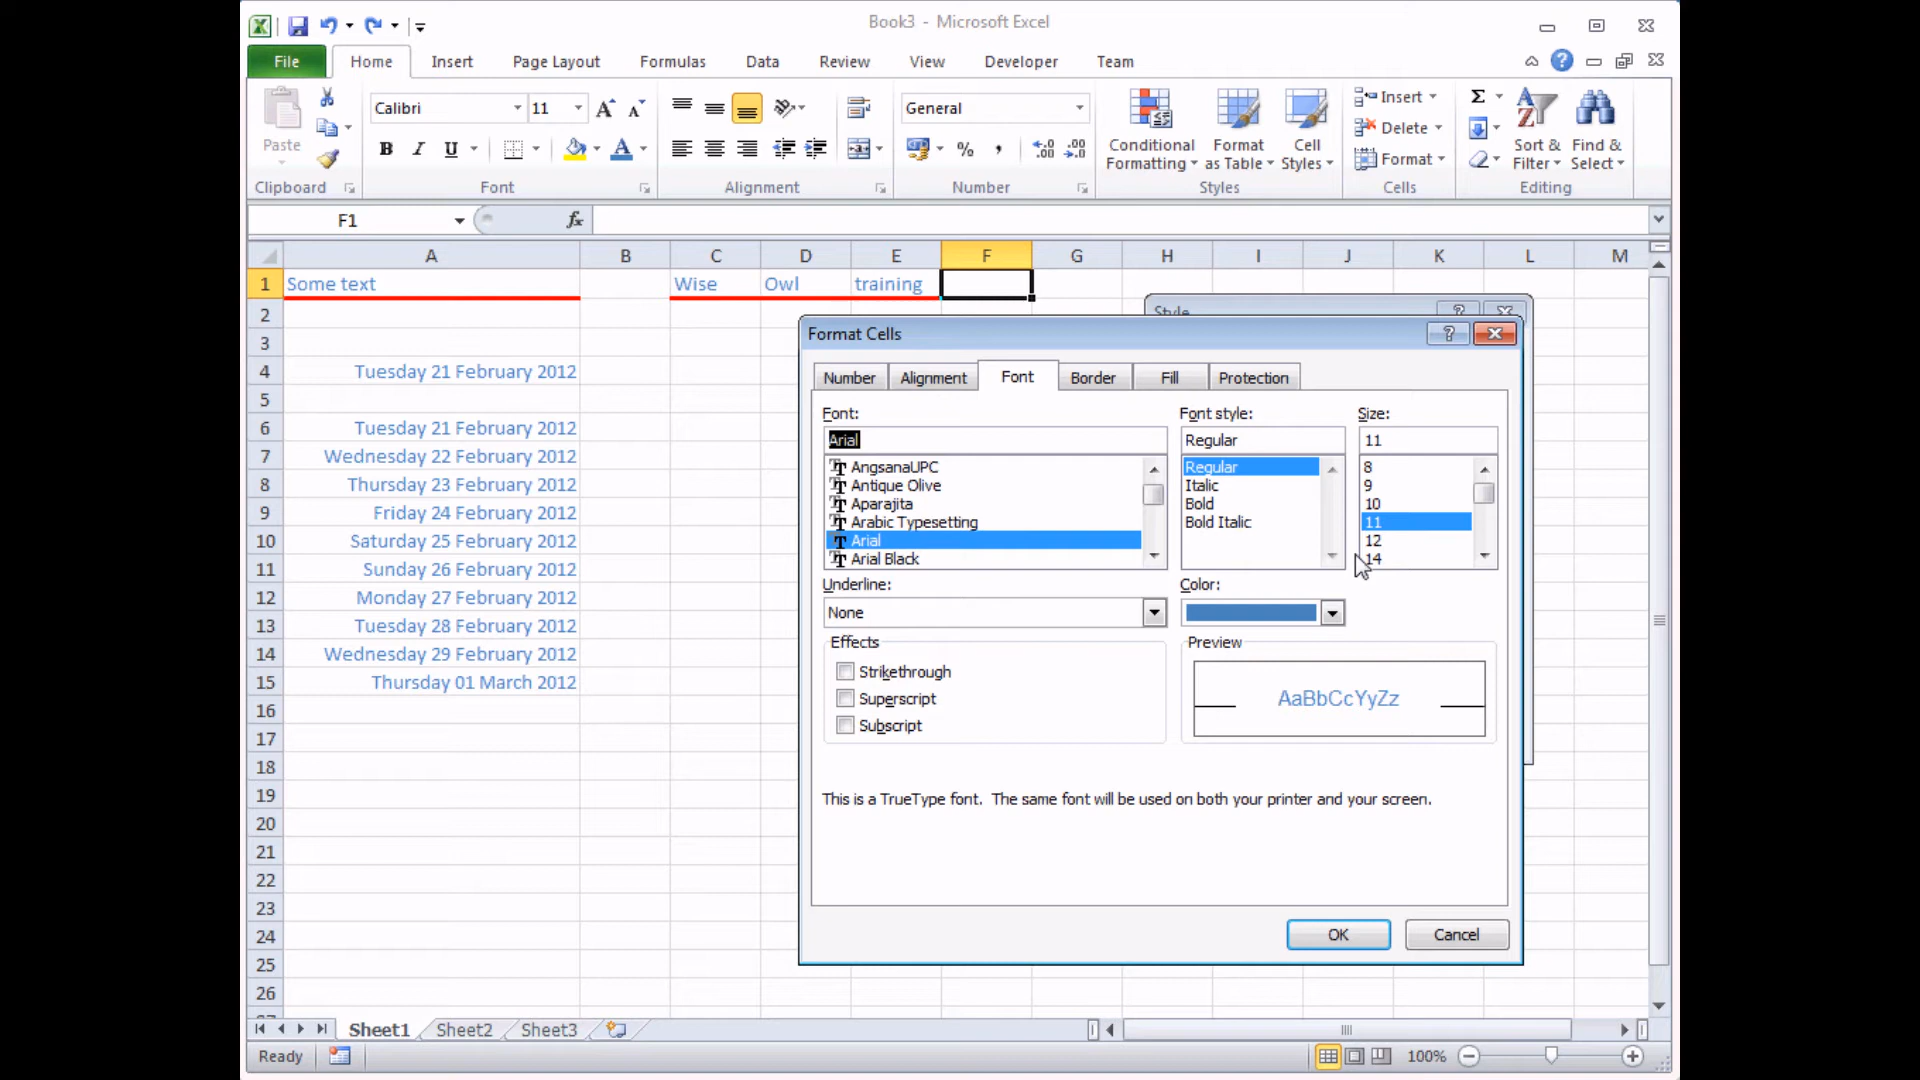 Book3 - Microsoft Excel
File Home Insert Page Layout Formulas Data Review View Developer Team
Calibri 11 General
Insert
Delete
Format
Paste
B I U
%
Conditional Formatting
Format as Table
Cell Styles
Sort & Filter
Find & Select
Clipboard Font Alignment Number Styles Cells Editing
F1 fx
A B C D E F G H I J K L M
1 Some text Wise Owl training
2
3
4 Tuesday 21 February 2012
5
6 Tuesday 21 February 2012
7 Wednesday 22 February 2012
8 Thursday 23 February 2012
9 Friday 24 February 2012
10 Saturday 25 February 2012
11 Sunday 26 February 2012
12 Monday 27 February 2012
13 Tuesday 28 February 2012
14 Wednesday 29 February 2012
15 Thursday 01 March 2012
16
17
18
19
20
21
22
23
24
25
26
Style
Format Cells
Number Alignment Font Border Fill Protection
Font: Font style: Size:
Arial Regular 11
AngsanaUPC
Antique Olive
Aparajita
Arabic Typesetting
Arial
Arial Black
Regular
Italic
Bold
Bold Italic
8
9
10
11
12
14
Underline: Color:
None
Effects Preview
Strikethrough
Superscript
Subscript
AaBbCcYyZz
This is a TrueType font. The same font will be used on both your printer and your screen.
OK Cancel
Sheet1 Sheet2 Sheet3
Ready 100%